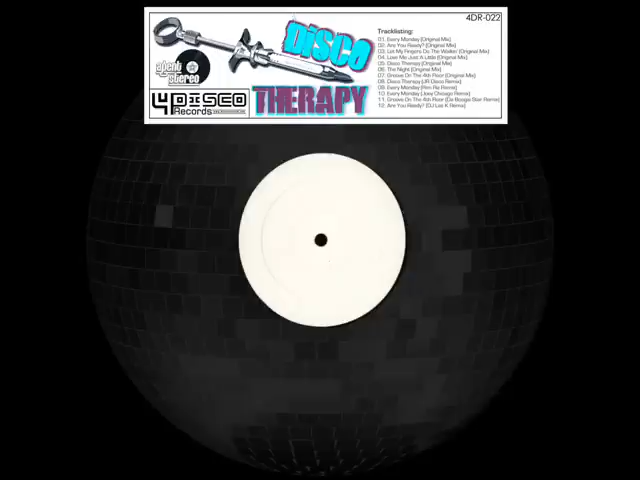 4DR-022
Disco
THERAPY
agent
stereo
4DISCO
Records
Tracklisting:
01. Every Monday [Original Mix]
02. Are You Ready? [Original Mix]
03. Let My Fingers Do The Walkin' [Original Mix]
04. Love Me Just A Little [Original Mix]
05. Disco Therapy [Original Mix]
06. The Night [Original Mix]
07. Groove On The 4th Floor [Original Mix]
08. Disco Therapy [JR.Disco Remix]
09. Every Monday [Rim Re Remix]
10. Every Monday [Joey Chicago Remix]
11. Groove On The 4th Floor [Da Boogie Star Remix]
12. Are You Ready? [DJ Lee K Remix]